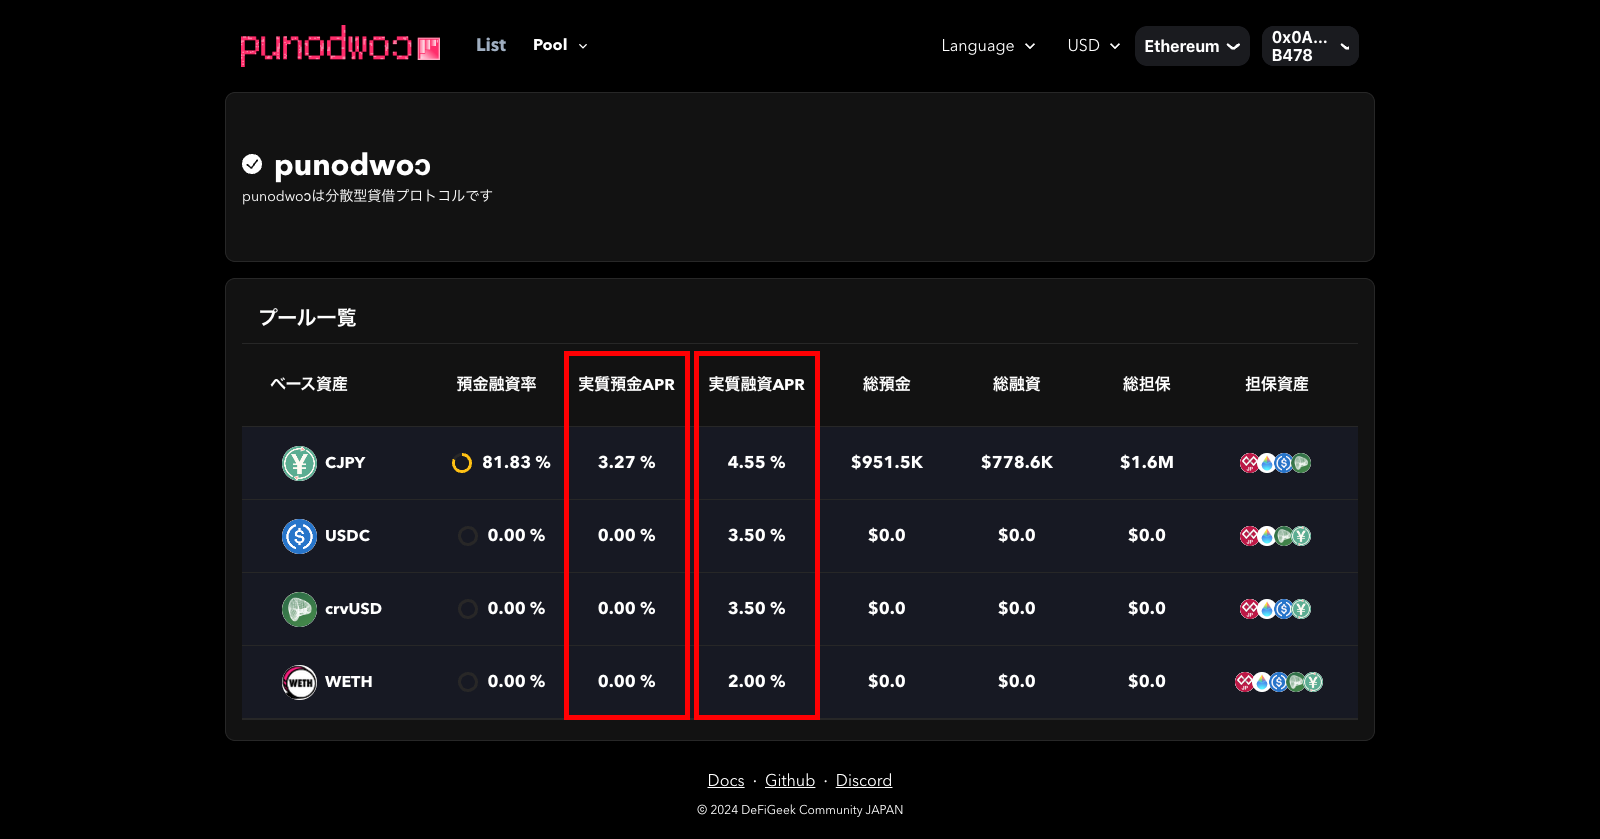 punodwoɔ List Pool Language USD Ethereum 0x0A...
B478
punodwoɔ
punodwoɔは分散型貸借プロトコルです
プール一覧
ベース資産 預金融資率 実質預金APR 実質融資APR 総預金 総融資 総担保 担保資産
CJPY 81.83 % 3.27 % 4.55 % $951.5K $778.6K $1.6M
USDC 0.00 % 0.00 % 3.50 % $0.0 $0.0 $0.0
crvUSD 0.00 % 0.00 % 3.50 % $0.0 $0.0 $0.0
WETH WETH 0.00 % 0.00 % 2.00 % $0.0 $0.0 $0.0
Docs · Github · Discord
© 2024 DeFiGeek Community JAPAN